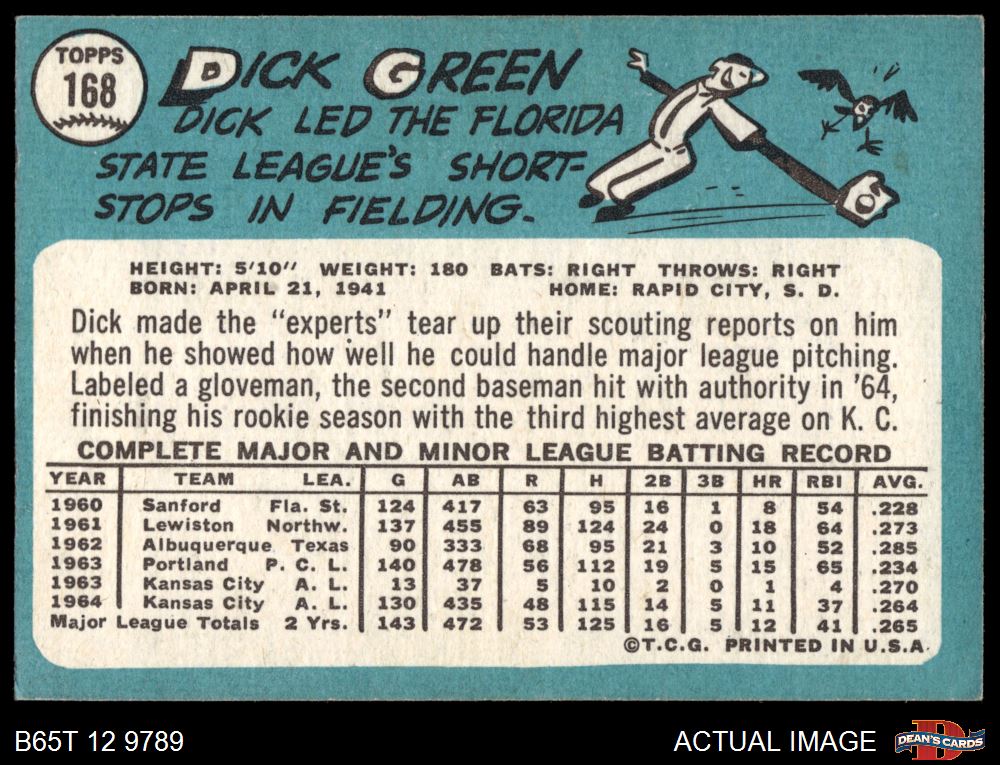 TOPPS
168
DICK GREEN
DICK LED THE FLORIDA
STATE LEAGUE'S SHORT-
STOPS IN FIELDING.
HEIGHT: 5'10" WEIGHT: 180 BATS: RIGHT THROWS: RIGHT
BORN: APRIL 21, 1941 HOME: RAPID CITY, S. D.
Dick made the "experts" tear up their scouting reports on him
when he showed how well he could handle major league pitching.
Labeled a gloveman, the second baseman hit with authority in '64,
finishing his rookie season with the third highest average on K. C.
COMPLETE MAJOR AND MINOR LEAGUE BATTING RECORD
YEAR TEAM LEA. G AB R H 2B 3B HR RBI AVG.
1960 Sanford Fla. St. 124 417 63 95 16 1 8 54 .228
1961 Lewiston Northw. 137 455 89 124 24 0 18 64 .273
1962 Albuquerque Texas 90 333 68 95 21 3 10 52 .285
1963 Portland P. C. L. 140 478 56 112 19 5 15 65 .234
1963 Kansas City A. L. 13 37 5 10 2 0 1 4 .270
1964 Kansas City A. L. 130 435 48 115 14 5 11 37 .264
Major League Totals 2 Yrs. 143 472 53 125 16 5 12 41 .265
©T.C.G. PRINTED IN U.S.A.
B65T 12 9789 ACTUAL IMAGE DEAN'S CARDS